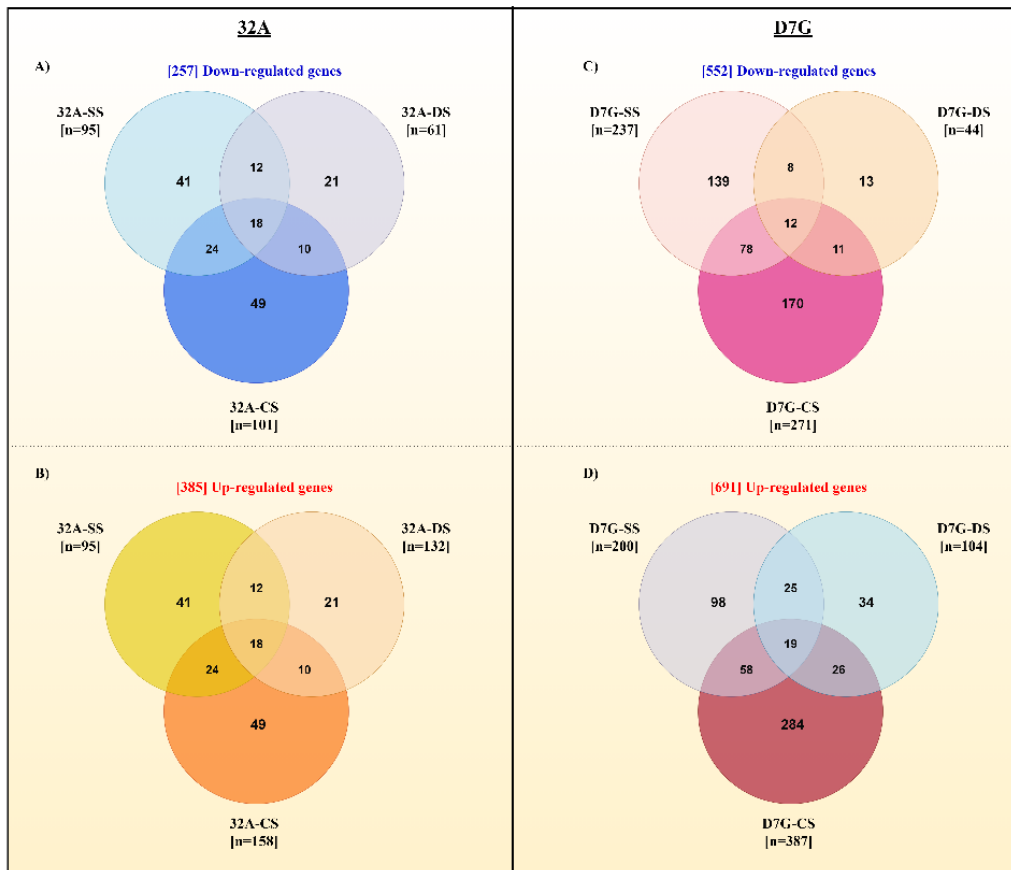 32A
D7G
A)
[257] Down-regulated genes
32A-SS
[n=95]
32A-DS
[n=61]
12
41
21
18
24
10
49
32A-CS
[n=101]
C)
[552] Down-regulated genes
D7G-SS
[n=237]
D7G-DS
[n=44]
8
139
13
12
78
11
170
D7G-CS
[n=271]
B)
[385] Up-regulated genes
32A-SS
[n=95]
32A-DS
[n=132]
12
41
21
18
24
10
49
32A-CS
[n=158]
D)
[691] Up-regulated genes
D7G-SS
[n=200]
D7G-DS
[n=104]
25
98
34
19
58
26
284
D7G-CS
[n=387]